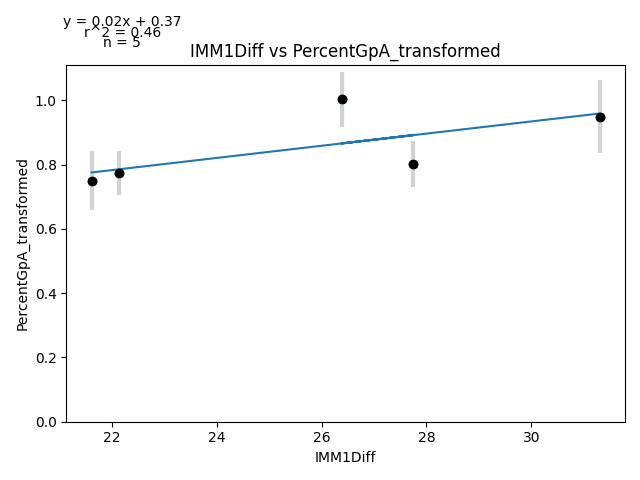 y = 0.02x + 0.37
r^2 = 0.46
n = 5
IMM1Diff vs PercentGpA_transformed
1.0
0.8
0.6
0.4
0.2
0.0
PercentGpA_transformed
22 24 26 28 30
IMM1Diff